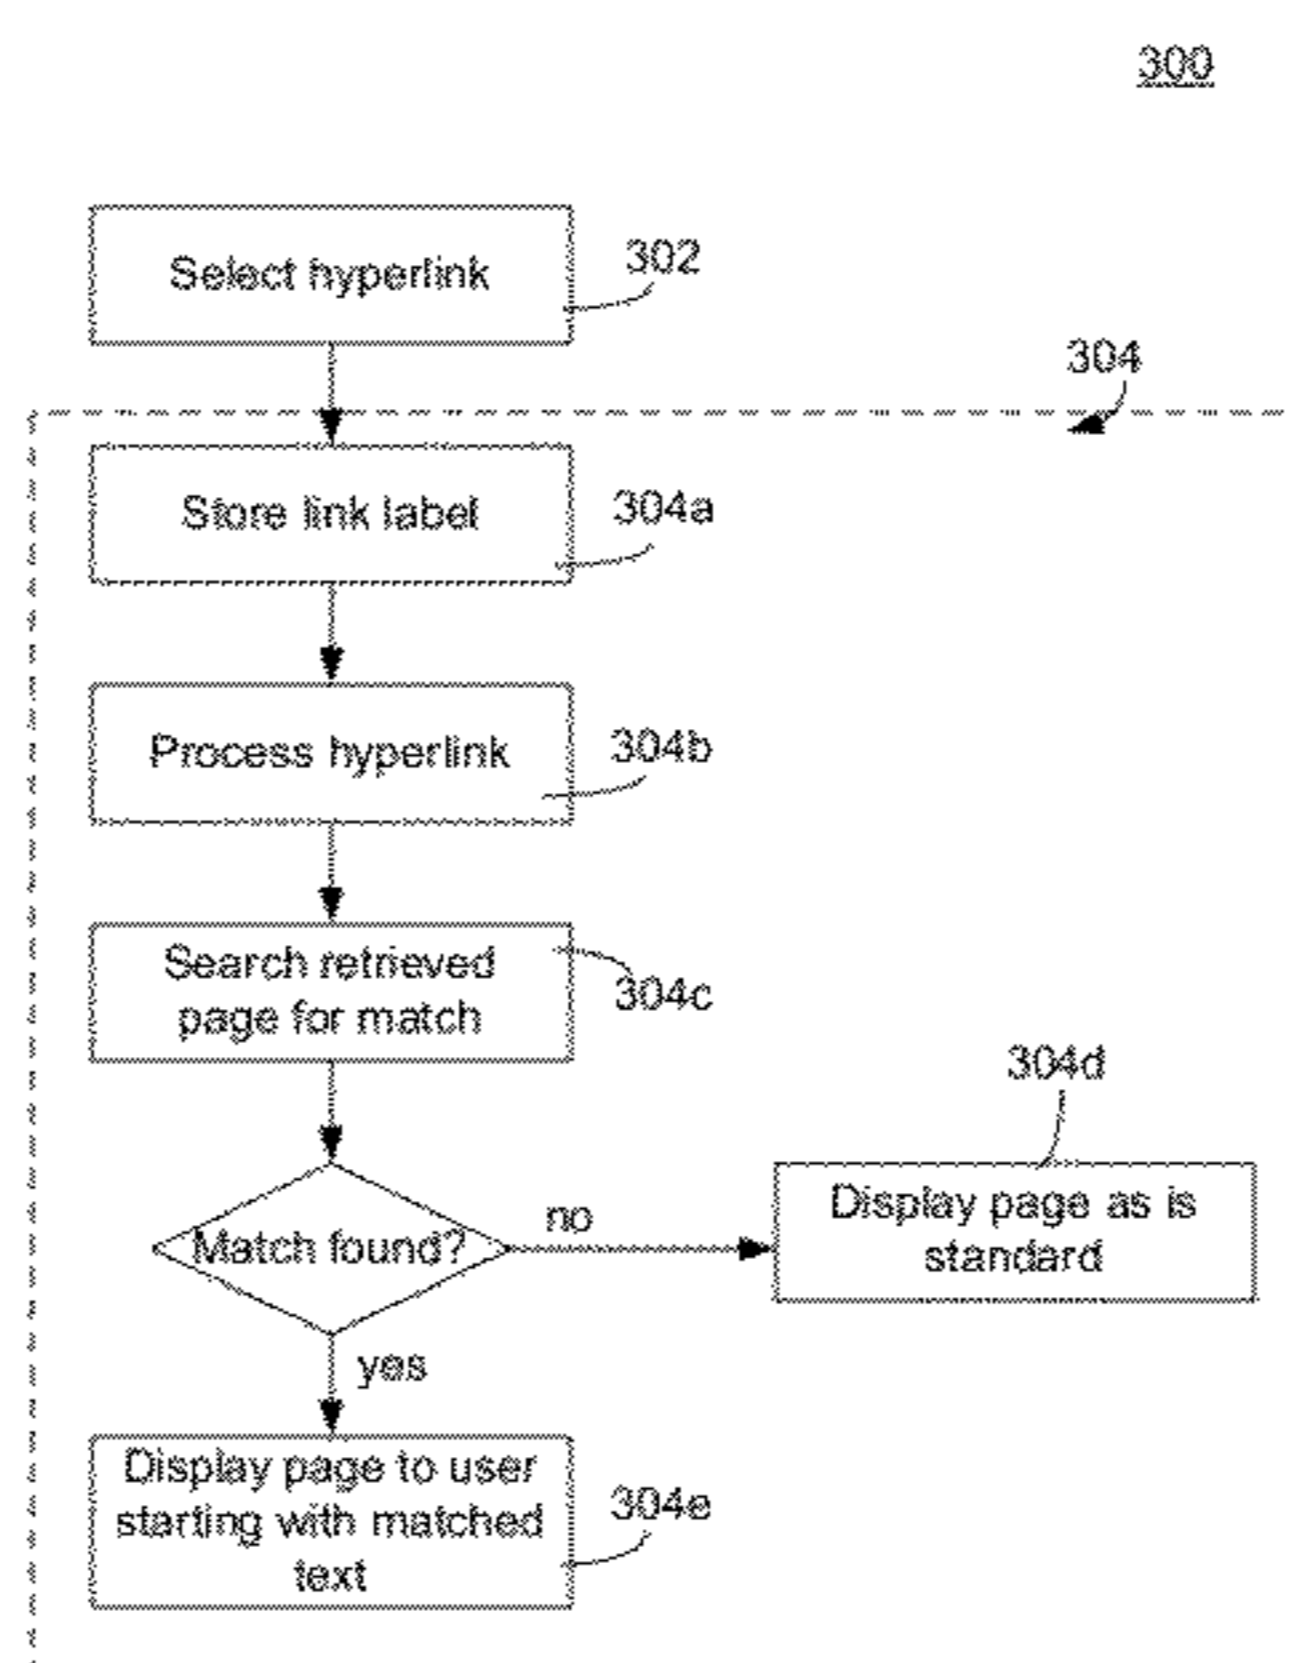 300
Select hyperlink
302
304
Store link label
304a
Process hyperlink
304b
Search retrieved
page for match
304c
304d
Match found?
no
Display page as is
standard
yes
Display page to user
starting with matched
text
304e